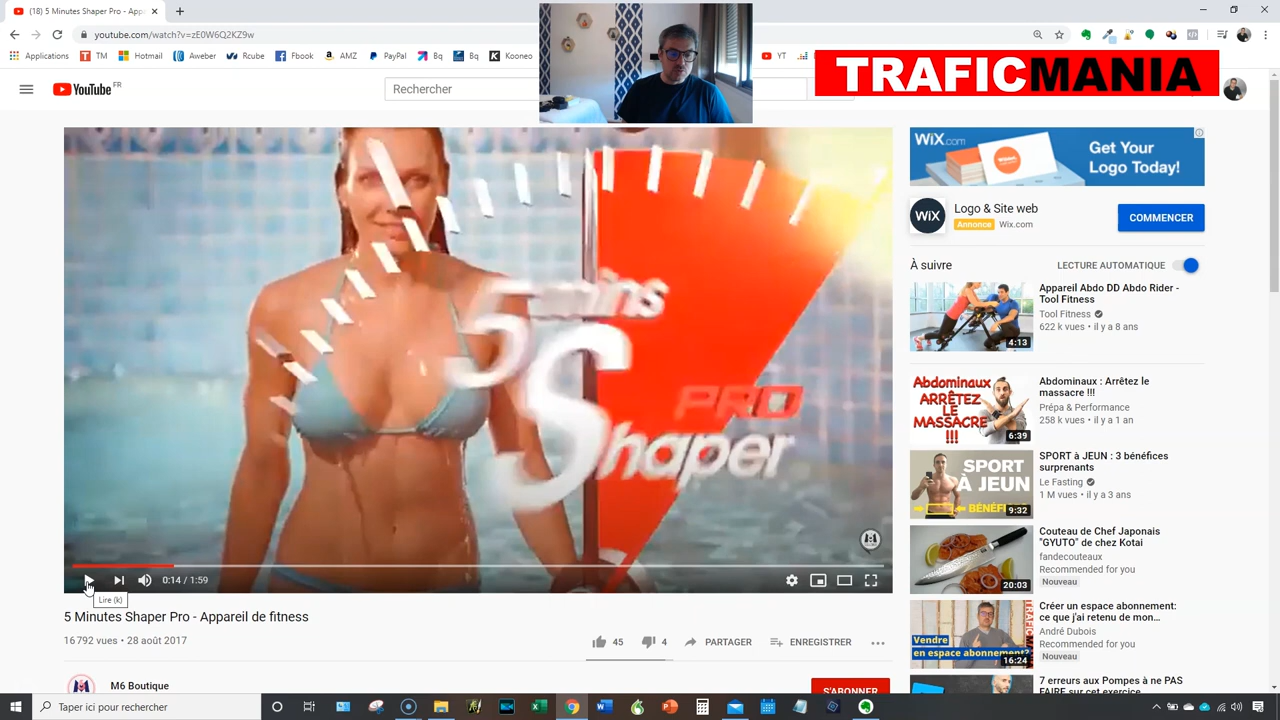 (18) 5 Minutes Shaper Pro - App
youtube.com/watch?v=zE0W6Q2KZ9w
Applications TM Hotmail Aweber Rcube Fbook AMZ PayPal Bq Bq Kooneo YT
TRAFICMANIA
YouTube FR
Rechercher
5mins
Shaper
PRO
WiX.com
Get Your
Logo Today!
WiX
Logo & Site web
Annonce Wix.com
COMMENCER
À suivre
LECTURE AUTOMATIQUE
Appareil Abdo DD Abdo Rider -
Tool Fitness
Tool Fitness
622 k vues • il y a 8 ans
4:13
Abdominaux
ARRÊTEZ
LE
MASSACRE
!!!
6:39
Abdominaux : Arrêtez le
massacre !!!
Prépa & Performance
258 k vues • il y a 1 an
SPORT
À JEUN
9:32
SPORT à JEUN : 3 bénéfices
surprenants
Le Fasting
1 M vues • il y a 3 ans
20:03
Couteau de Chef Japonais
"GYUTO" de chez Kotai
fandecouteaux
Recommended for you
Nouveau
Vendre
en espace abonnement?
16:24
Créer un espace abonnement:
ce que j'ai retenu de mon...
André Dubois
Recommended for you
Nouveau
7 erreurs aux Pompes à ne PAS
FAIRE sur cet exercice
0:14 / 1:59
Lire (k)
5 Minutes Shaper Pro - Appareil de fitness
16 792 vues • 28 août 2017
45
4
PARTAGER
ENREGISTRER
M6 Boutique
S'ABONNER
Taper ici pour rechercher